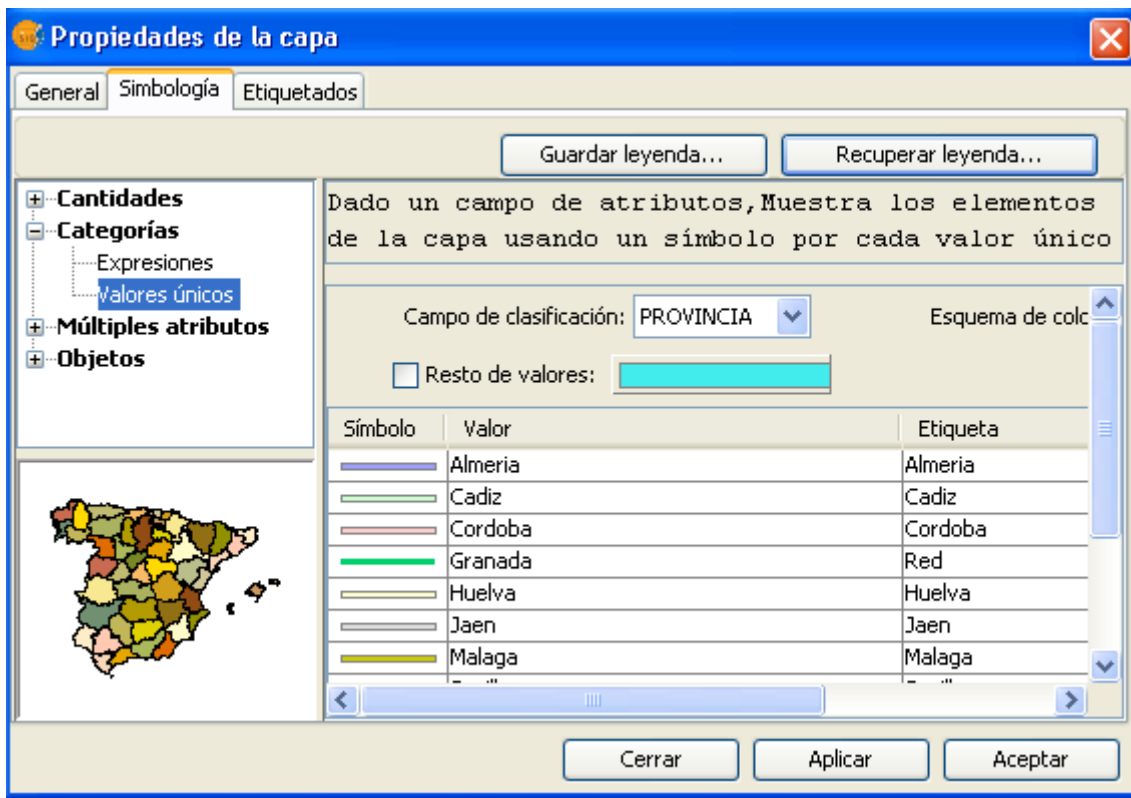 Propiedades de la capa
General Simbología Etiquetados
Guardar leyenda... Recuperar leyenda...
Cantidades
Categorías
Expresiones
Valores únicos
Múltiples atributos
Objetos
Dado un campo de atributos,Muestra los elementos
de la capa usando un símbolo por cada valor único
Campo de clasificación: PROVINCIA Esquema de colo
Resto de valores:
Símbolo Valor Etiqueta
Almeria Almeria
Cadiz Cadiz
Cordoba Cordoba
Granada Red
Huelva Huelva
Jaen Jaen
Malaga Malaga
Cerrar Aplicar Aceptar